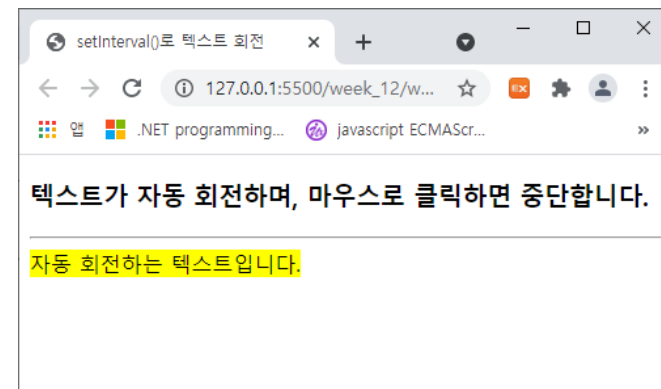 setInterval()로 텍스트 회전
127.0.0.1:5500/week_12/w...
EX
앱 .NET programming... javascript ECMAScr... »
텍스트가 자동 회전하며, 마우스로 클릭하면 중단합니다.
자동 회전하는 텍스트입니다.